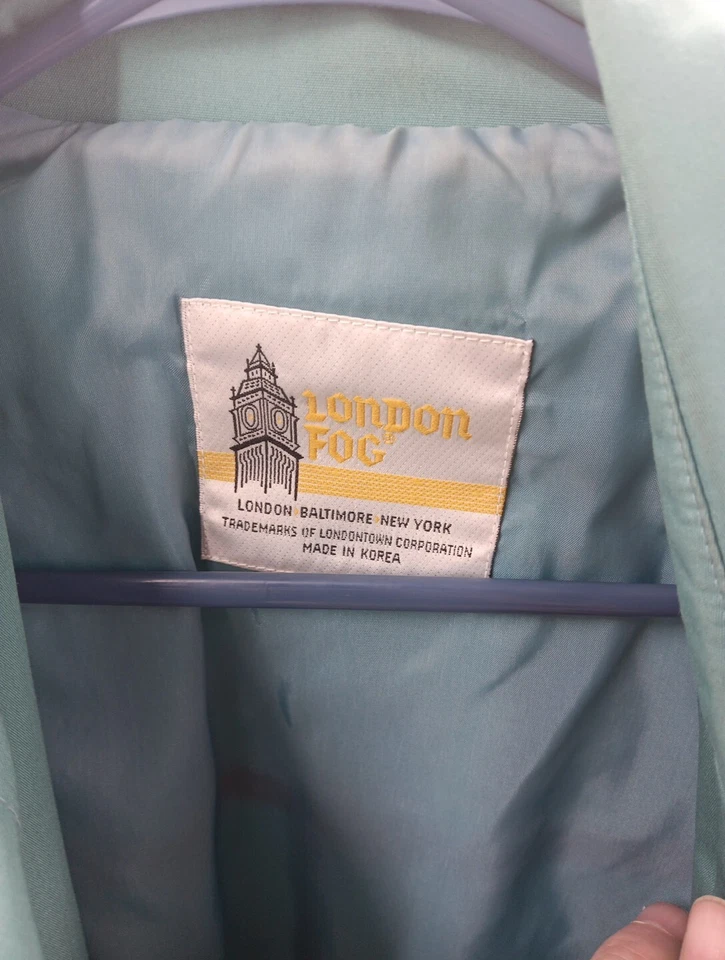 LONDON
FOG®
LONDON · BALTIMORE · NEW YORK
TRADEMARKS OF LONDONTOWN CORPORATION
MADE IN KOREA